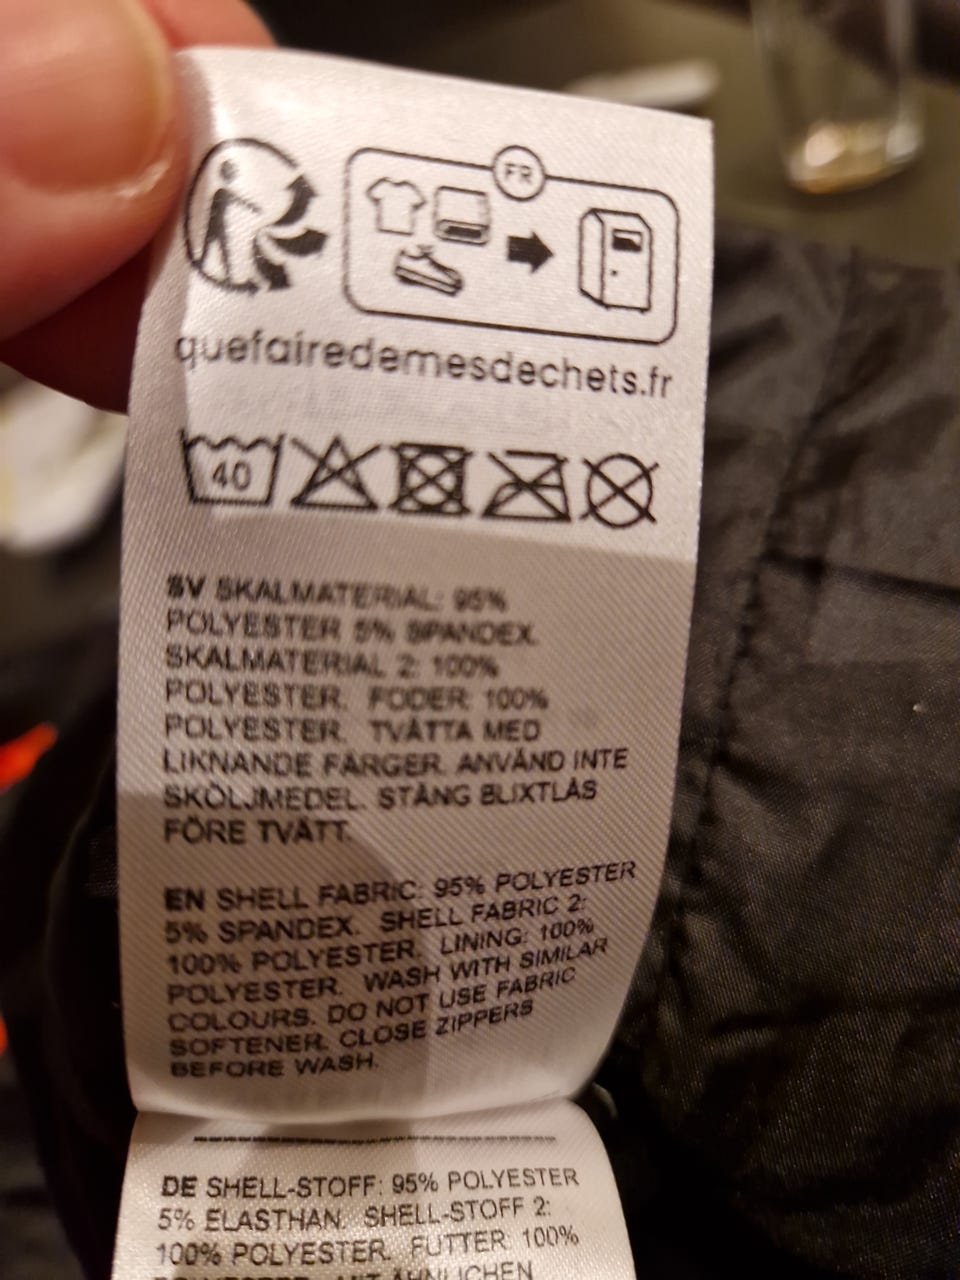 FR
quefairedemesdechets.fr
40
SV SKALMATERIAL: 95%
POLYESTER 5% SPANDEX.
SKALMATERIAL 2: 100%
POLYESTER. FODER: 100%
POLYESTER. TVÄTTA MED
LIKNANDE FÄRGER. ANVÄND INTE
SKÖLJMEDEL. STÄNG BLIXTLÅS
FÖRE TVÄTT.
EN SHELL FABRIC: 95% POLYESTER
5% SPANDEX. SHELL FABRIC 2:
100% POLYESTER. LINING: 100%
POLYESTER. WASH WITH SIMILAR
COLOURS. DO NOT USE FABRIC
SOFTENER. CLOSE ZIPPERS
BEFORE WASH.
DE SHELL-STOFF: 95% POLYESTER
5% ELASTHAN. SHELL-STOFF 2:
100% POLYESTER. FUTTER: 100%
POLYESTER. MIT ÄHNLICHEN